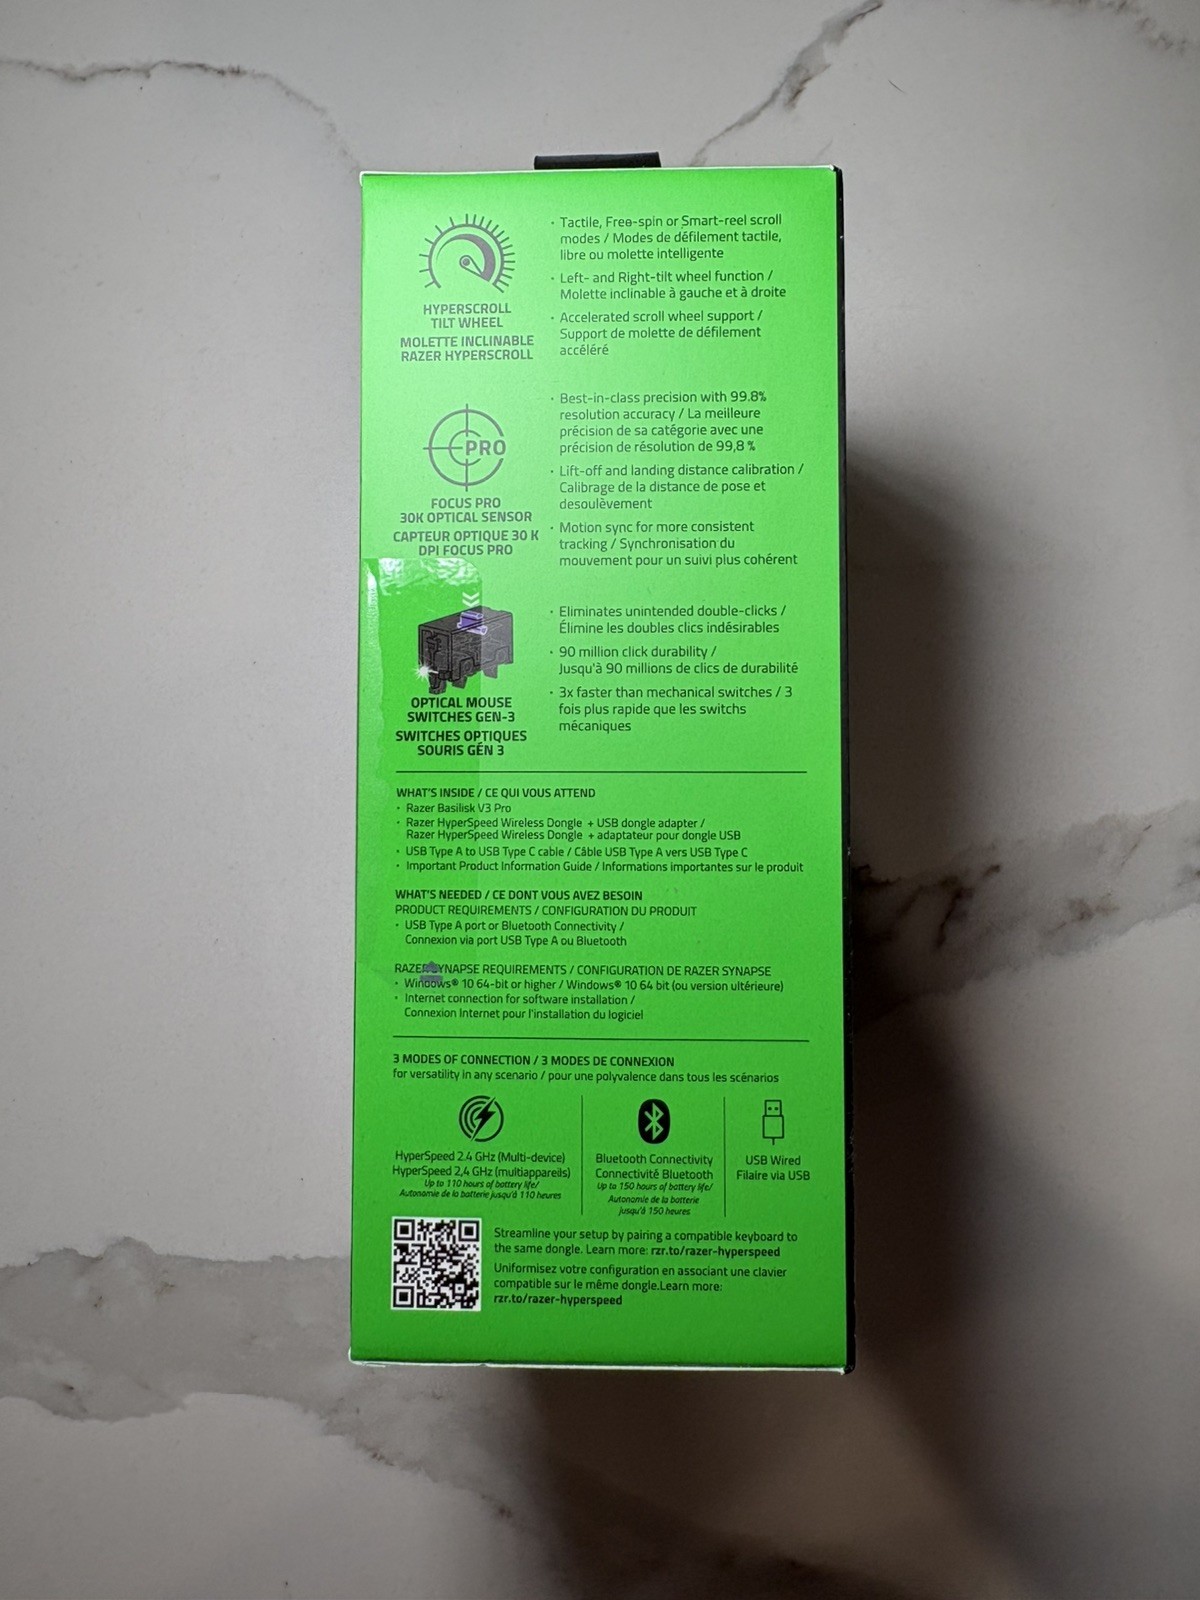 HYPERSCROLL
TILT WHEEL
MOLETTE INCLINABLE
RAZER HYPERSCROLL
· Tactile, Free-spin or Smart-reel scroll
modes / Modes de défilement tactile,
libre ou molette intelligente
· Left- and Right-tilt wheel function /
Molette inclinable à gauche et à droite
· Accelerated scroll wheel support /
Support de molette de défilement
accéléré
PRO
FOCUS PRO
30K OPTICAL SENSOR
CAPTEUR OPTIQUE 30 K
DPI FOCUS PRO
· Best-in-class precision with 99.8%
resolution accuracy / La meilleure
précision de sa catégorie avec une
précision de résolution de 99,8 %
· Lift-off and landing distance calibration /
Calibrage de la distance de pose et
desoulèvement
· Motion sync for more consistent
tracking / Synchronisation du
mouvement pour un suivi plus cohérent
OPTICAL MOUSE
SWITCHES GEN-3
SWITCHES OPTIQUES
SOURIS GÉN 3
· Eliminates unintended double-clicks /
Élimine les doubles clics indésirables
· 90 million click durability /
Jusqu'à 90 millions de clics de durabilité
· 3x faster than mechanical switches / 3
fois plus rapide que les switchs
mécaniques
WHAT'S INSIDE / CE QUI VOUS ATTEND
· Razer Basilisk V3 Pro
· Razer HyperSpeed Wireless Dongle + USB dongle adapter /
Razer HyperSpeed Wireless Dongle + adaptateur pour dongle USB
· USB Type A to USB Type C cable / Câble USB Type A vers USB Type C
· Important Product Information Guide / Informations importantes sur le produit
WHAT'S NEEDED / CE DONT VOUS AVEZ BESOIN
PRODUCT REQUIREMENTS / CONFIGURATION DU PRODUIT
· USB Type A port or Bluetooth Connectivity /
Connexion via port USB Type A ou Bluetooth
RAZER SYNAPSE REQUIREMENTS / CONFIGURATION DE RAZER SYNAPSE
· Windows® 10 64-bit or higher / Windows® 10 64 bit (ou version ultérieure)
· Internet connection for software installation /
Connexion Internet pour l'installation du logiciel
3 MODES OF CONNECTION / 3 MODES DE CONNEXION
for versatility in any scenario / pour une polyvalence dans tous les scénarios
HyperSpeed 2.4 GHz (Multi-device)
HyperSpeed 2,4 GHz (multiappareils)
Up to 110 hours of battery life/
Autonomie de la batterie jusqu'à 110 heures
Bluetooth Connectivity
Connectivité Bluetooth
Up to 150 hours of battery life/
Autonomie de la batterie
jusqu'à 150 heures
USB Wired
Filaire via USB
Streamline your setup by pairing a compatible keyboard to
the same dongle. Learn more: rzr.to/razer-hyperspeed
Uniformisez votre configuration en associant une clavier
compatible sur le même dongle.Learn more:
rzr.to/razer-hyperspeed